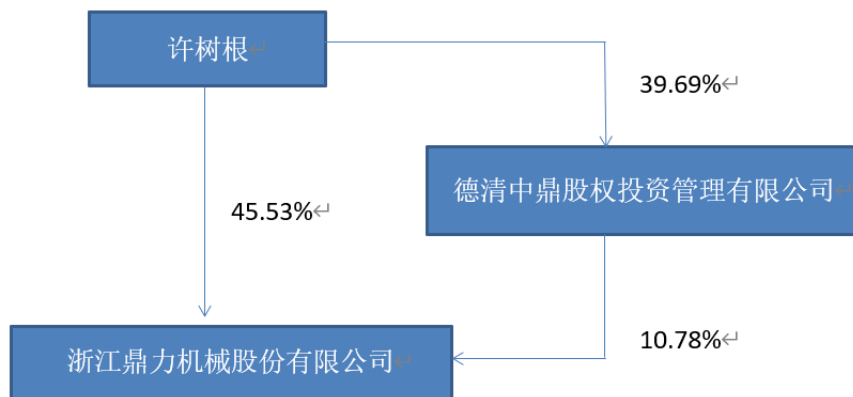 许树根
39.69%
德清中鼎股权投资管理有限公司
45.53%
10.78%
浙江鼎力机械股份有限公司